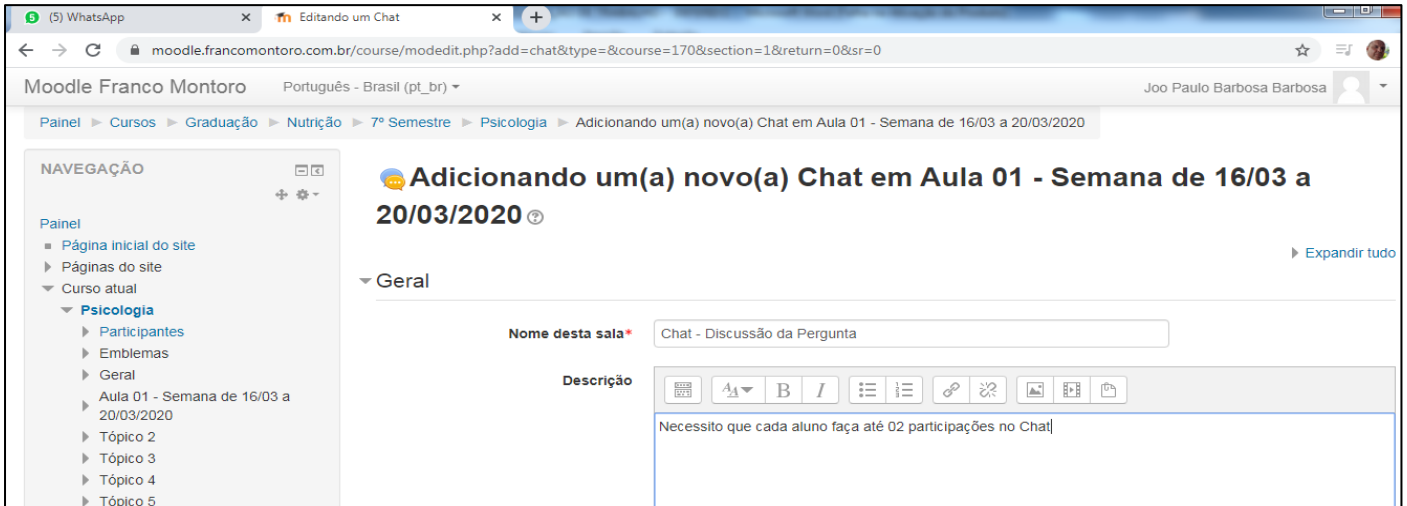 (5) WhatsApp
Editando um Chat
moodle.francomontoro.com.br/course/modedit.php?add=chat&type=&course=170&section=1&return=0&sr=0
Moodle Franco Montoro
Português - Brasil (pt_br)
Joo Paulo Barbosa Barbosa
Painel Cursos Graduação Nutrição 7º Semestre Psicologia Adicionando um(a) novo(a) Chat em Aula 01 - Semana de 16/03 a 20/03/2020
NAVEGAÇÃO
Painel
Página inicial do site
Páginas do site
Curso atual
Psicologia
Participantes
Emblemas
Geral
Aula 01 - Semana de 16/03 a
20/03/2020
Tópico 2
Tópico 3
Tópico 4
Tópico 5
Adicionando um(a) novo(a) Chat em Aula 01 - Semana de 16/03 a
20/03/2020
Expandir tudo
Geral
Nome desta sala*
Chat - Discussão da Pergunta
Descrição
Necessito que cada aluno faça até 02 participações no Chat